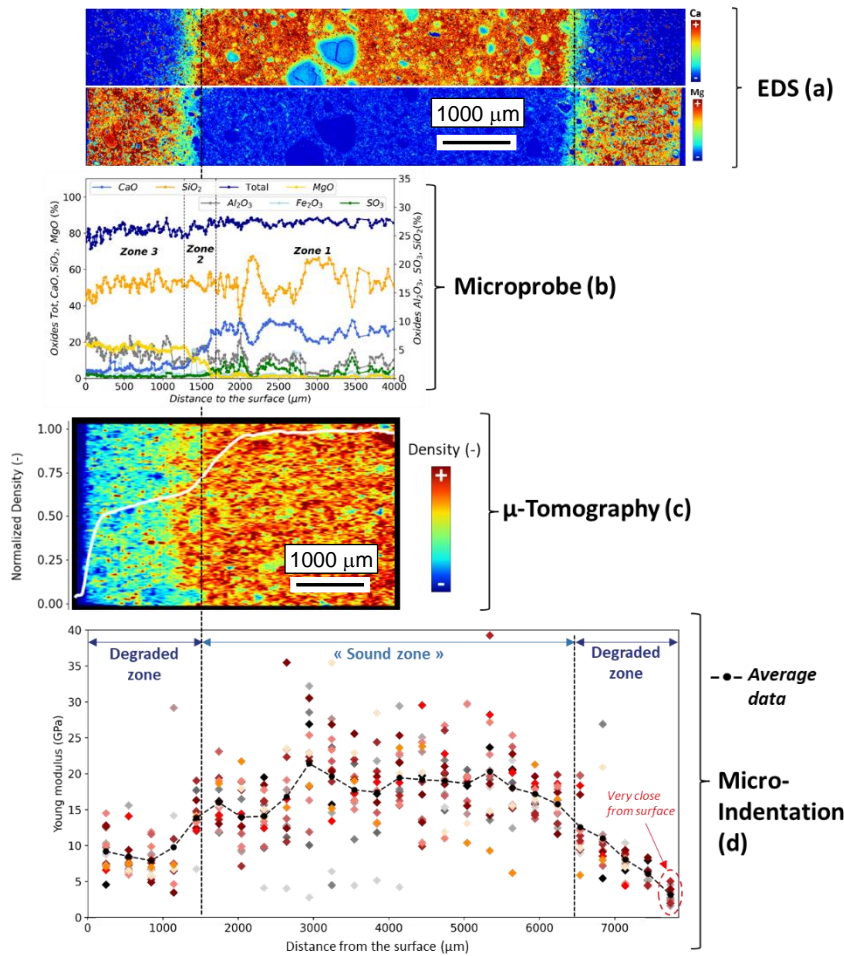 Ca
+
-
Mg
+
-
EDS (a)
1000 µm
CaO SiO2 Total MgO
Al2O3 Fe2O3 SO3
Oxides Tot, CaO, SiO2, MgO (%)
100
80
60
40
20
0
Zone 3
Zone
2
Zone 1
35
30
25
20
15
10
5
0
Oxides Al2O3, SO3, SiO2(%)
0 500 1000 1500 2000 2500 3000 3500 4000
Distance to the surface (µm)
Microprobe (b)
Normalized Density (-)
1.00
0.75
0.50
0.25
0.00
1000 µm
Density (-)
+
-
µ-Tomography (c)
Young modulus (GPa)
40
35
30
25
20
15
10
5
0
Degraded
zone
« Sound zone »
Degraded
zone
Very close
from surface
0 1000 2000 3000 4000 5000 6000 7000
Distance from the surface (µm)
Average
data
Micro-
Indentation
(d)